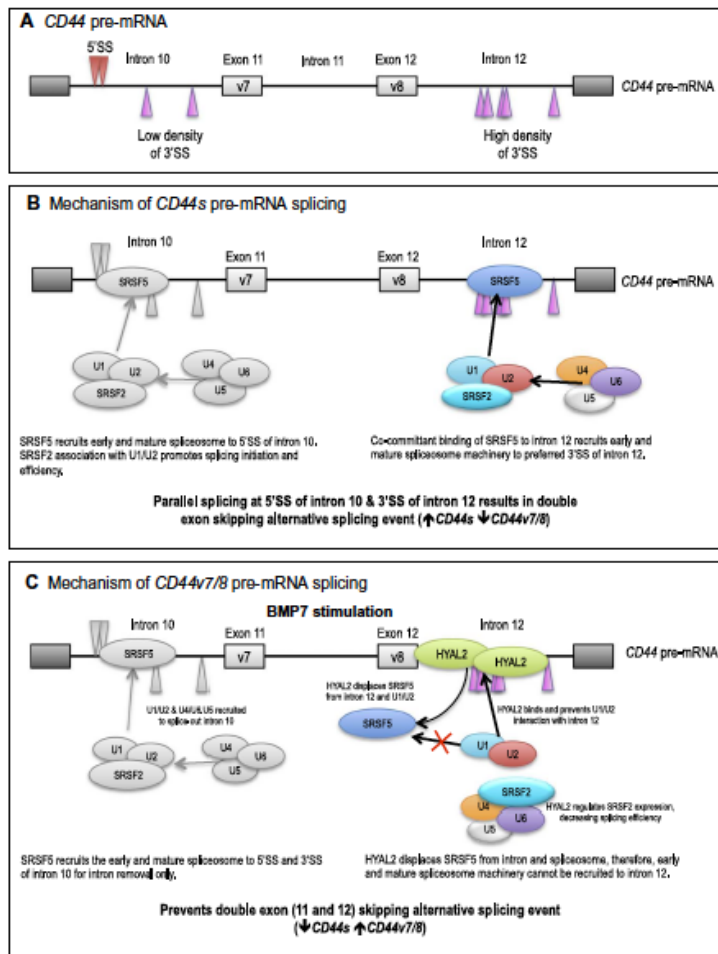 A CD44 pre-mRNA
5'SS
Intron 10
Exon 11
Intron 11
Exon 12
Intron 12
v7
v8
CD44 pre-mRNA
Low density
of 3'SS
High density
of 3'SS
B Mechanism of CD44s pre-mRNA splicing
Intron 10
Exon 11
Exon 12
Intron 12
SRSF5
v7
v8
SRSF5
CD44 pre-mRNA
U1
U2
SRSF2
U4
U6
U5
U1
U2
SRSF2
U4
U6
U5
SRSF5 recruits early and mature spliceosome to 5'SS of intron 10.
SRSF2 association with U1/U2 promotes splicing initiation and
efficiency.
Co-committant binding of SRSF5 to intron 12 recruits early and
mature spliceosome machinery to preferred 3'SS of intron 12.
Parallel splicing at 5'SS of intron 10 & 3'SS of intron 12 results in double
exon skipping alternative splicing event (↑CD44s ↓CD44v7/8)
C Mechanism of CD44v7/8 pre-mRNA splicing
BMP7 stimulation
Intron 10
Exon 11
Exon 12
Intron 12
SRSF5
v7
v8
HYAL2
HYAL2
CD44 pre-mRNA
U1/U2 & U4/U6.U5 recruited
to splice-out intron 10
HYAL2 displaces SRSF5
from intron 12 and U1/U2
HYAL2 binds and prevents U1/U2
interaction with intron 12
SRSF5
U1
U2
U1
U2
SRSF2
U4
U6
U5
SRSF2
U4
U6
U5
HYAL2 regulates SRSF2 expression,
decreasing splicing efficiency
SRSF5 recruits the early and mature spliceosome to 5'SS and 3'SS
of intron 10 for intron removal only.
HYAL2 displaces SRSF5 from intron and spliceosome, therefore, early
and mature spliceosome machinery cannot be recruited to intron 12.
Prevents double exon (11 and 12) skipping alternative splicing event
(↓CD44s ↑CD44v7/8)